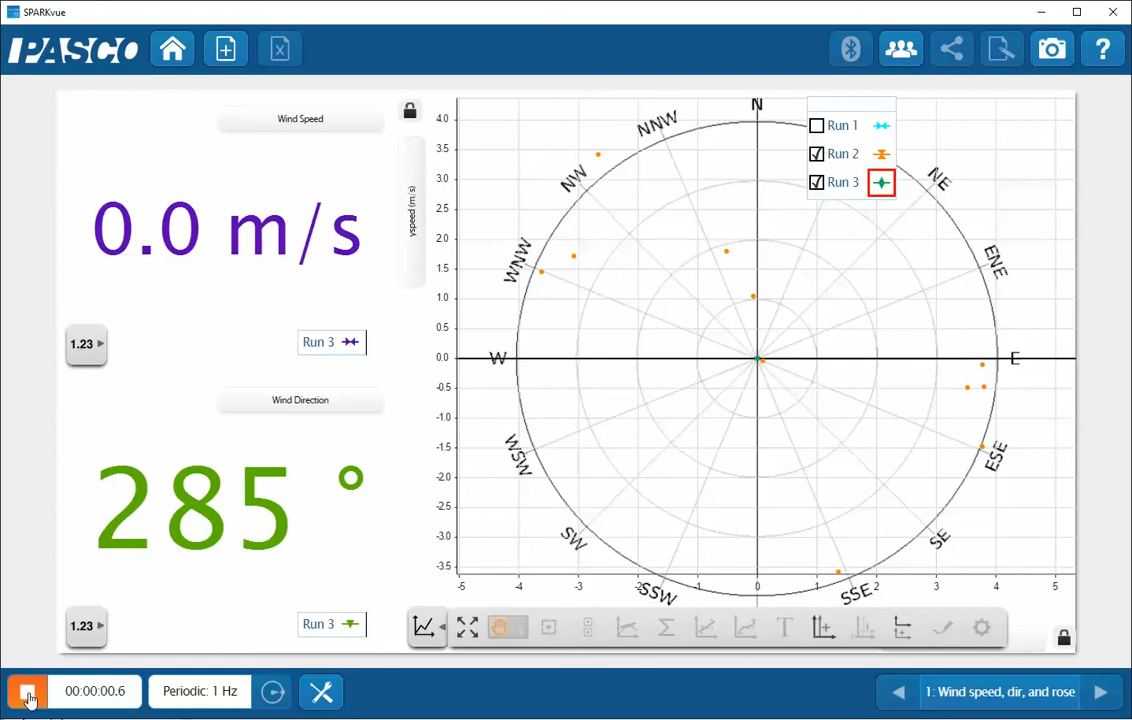 SPARKvue
PASCO
Wind Speed
0.0 m/s
1.23
Run 3
Wind Direction
285 °
1.23
Run 3
yspeed (m/s)
4.0
3.5
3.0
2.5
2.0
1.5
1.0
0.5
0.0
-0.5
-1.0
-1.5
-2.0
-2.5
-3.0
-3.5
-5 -4 -3 -2 -1 0 1 2 3 4 5
N
NNW
NW
WNW
W
WSW
SW
SSW
SSE
SE
ESE
E
ENE
NE
Run 1
Run 2
Run 3
00:00:00.6
Periodic: 1 Hz
1: Wind speed, dir, and rose